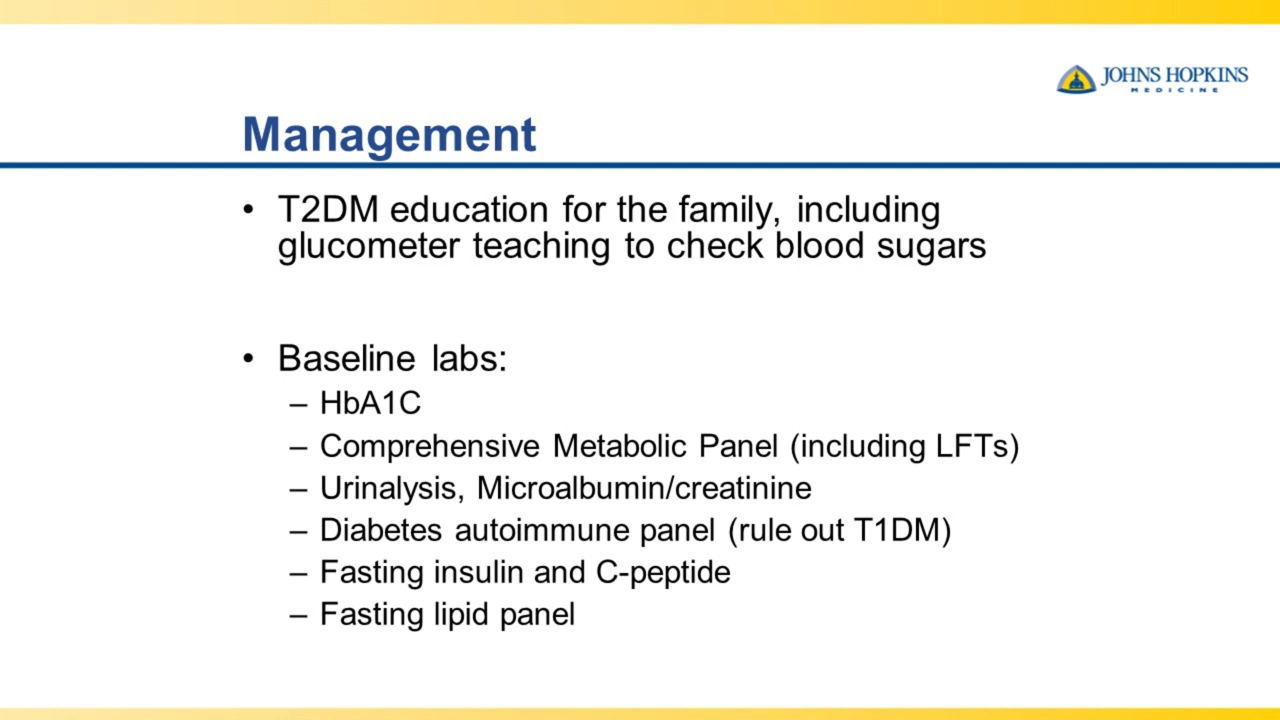 JOHNS HOPKINS
MEDICINE
Management
• T2DM education for the family, including
glucometer teaching to check blood sugars
• Baseline labs:
– HbA1C
– Comprehensive Metabolic Panel (including LFTs)
– Urinalysis, Microalbumin/creatinine
– Diabetes autoimmune panel (rule out T1DM)
– Fasting insulin and C-peptide
– Fasting lipid panel